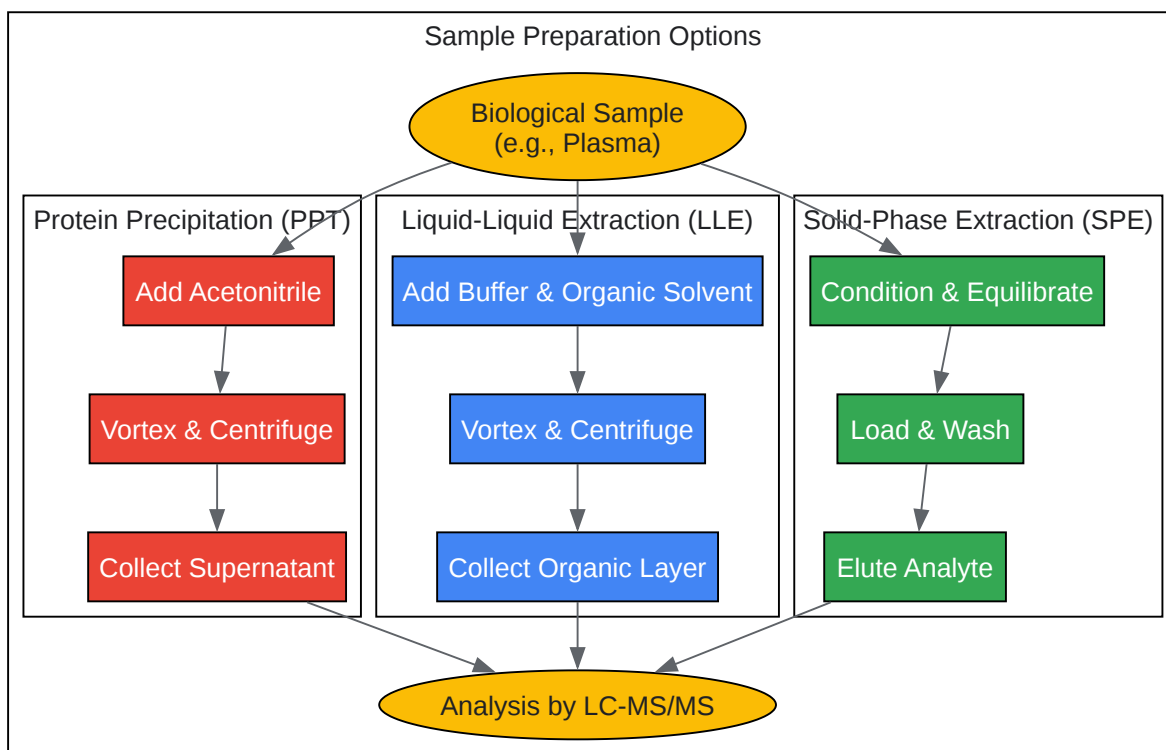 Sample Preparation Options
Biological Sample
(e.g., Plasma)
Protein Precipitation (PPT)
Liquid-Liquid Extraction (LLE)
Solid-Phase Extraction (SPE)
Add Acetonitrile
Add Buffer & Organic Solvent
Condition & Equilibrate
Vortex & Centrifuge
Vortex & Centrifuge
Load & Wash
Collect Supernatant
Collect Organic Layer
Elute Analyte
Analysis by LC-MS/MS